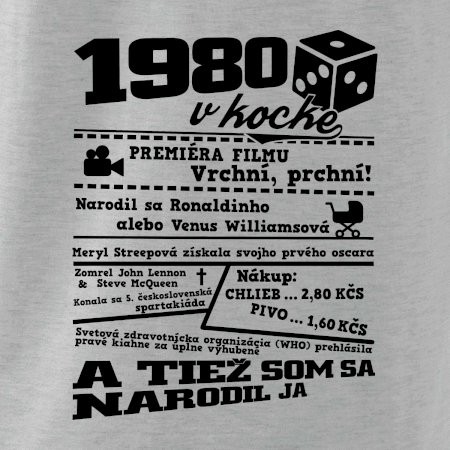 1980
v kocke
PREMIÉRA FILMU
Vrchní, prchní!
Narodil sa Ronaldinho
alebo Venus Williamsová
Meryl Streepová získala svojho prvého oscara
Zomrel John Lennon
& Steve McQueen
Konala sa 5. československá
spartakiáda
Nákup:
CHLIEB ... 2,80 KČS
PIVO ... 1,60 KČS
Svetová zdravotnícka organizácia (WHO) prehlásila
pravé kiahne za úplne vyhubené
A TIEŽ SOM SA
NARODIL JA